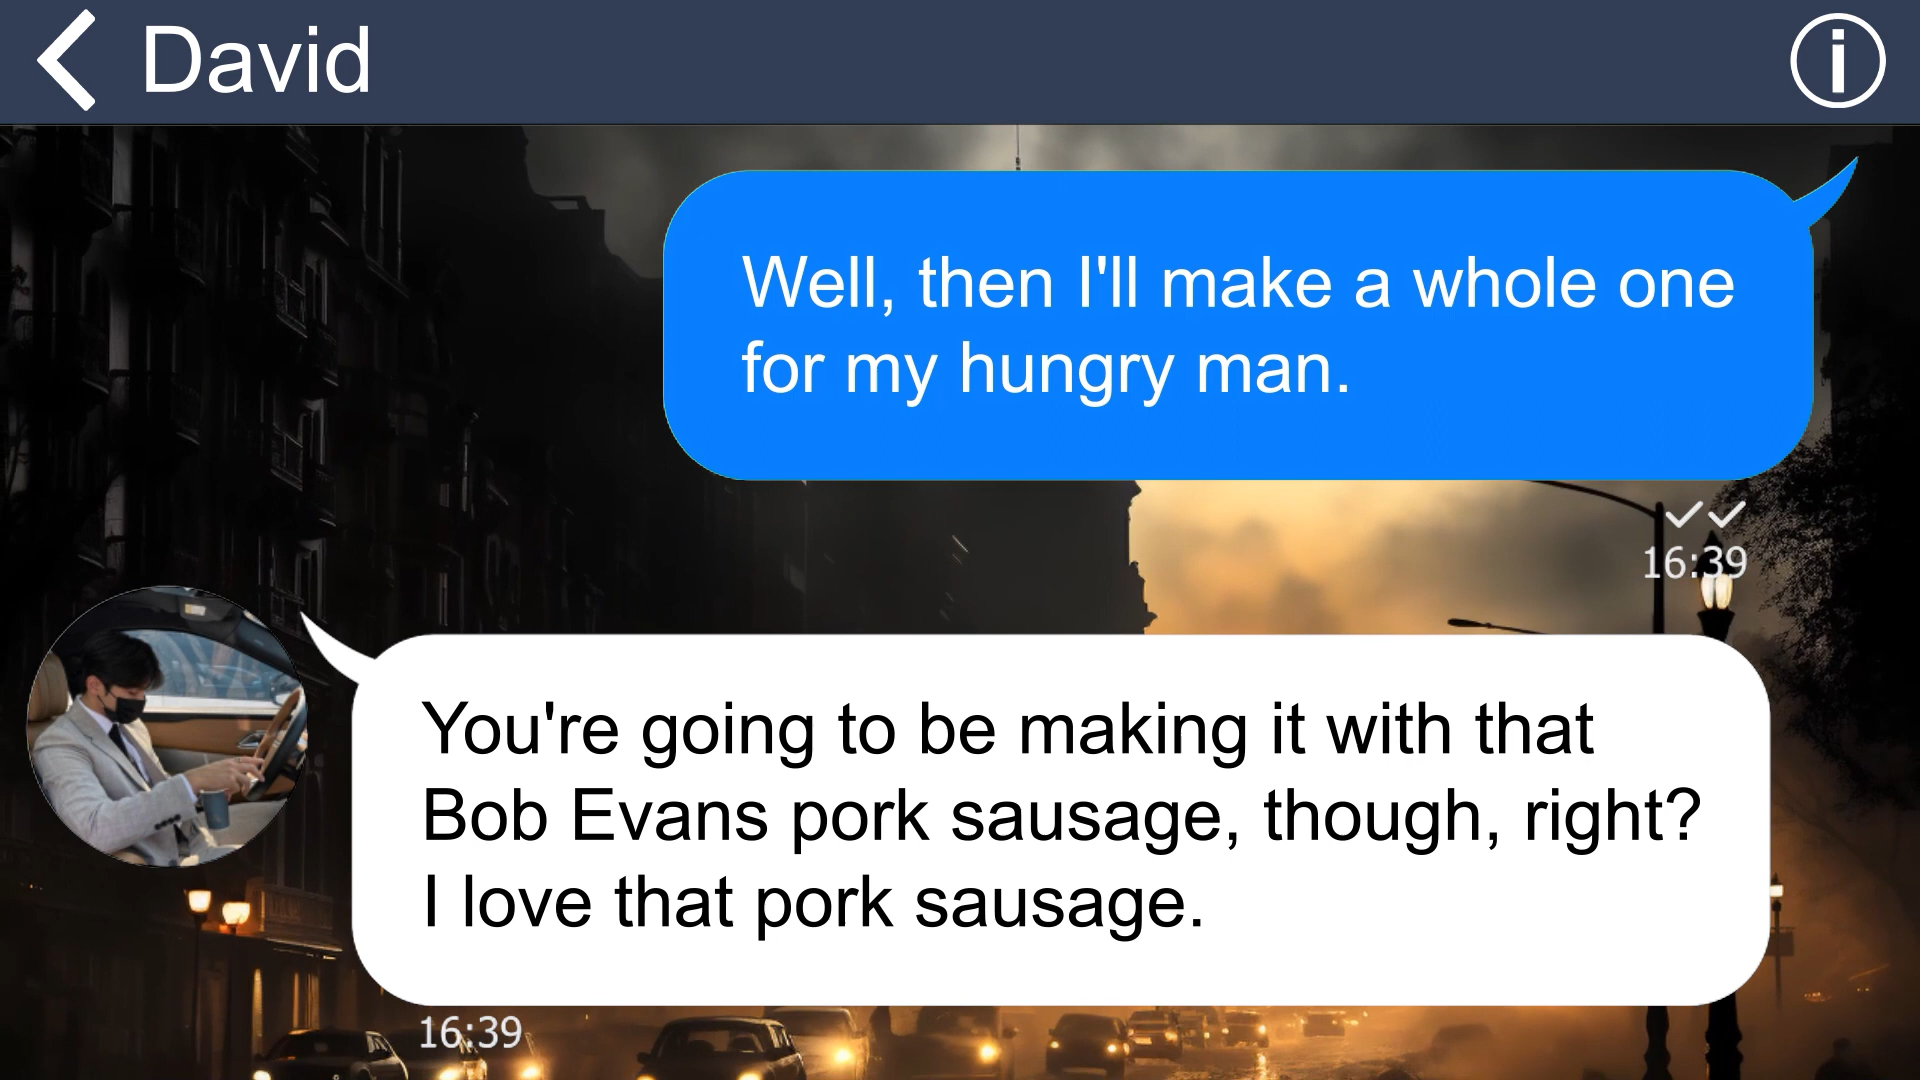 David
Well, then I'll make a whole one
for my hungry man.
16:39
You're going to be making it with that
Bob Evans pork sausage, though, right?
I love that pork sausage.
16:39